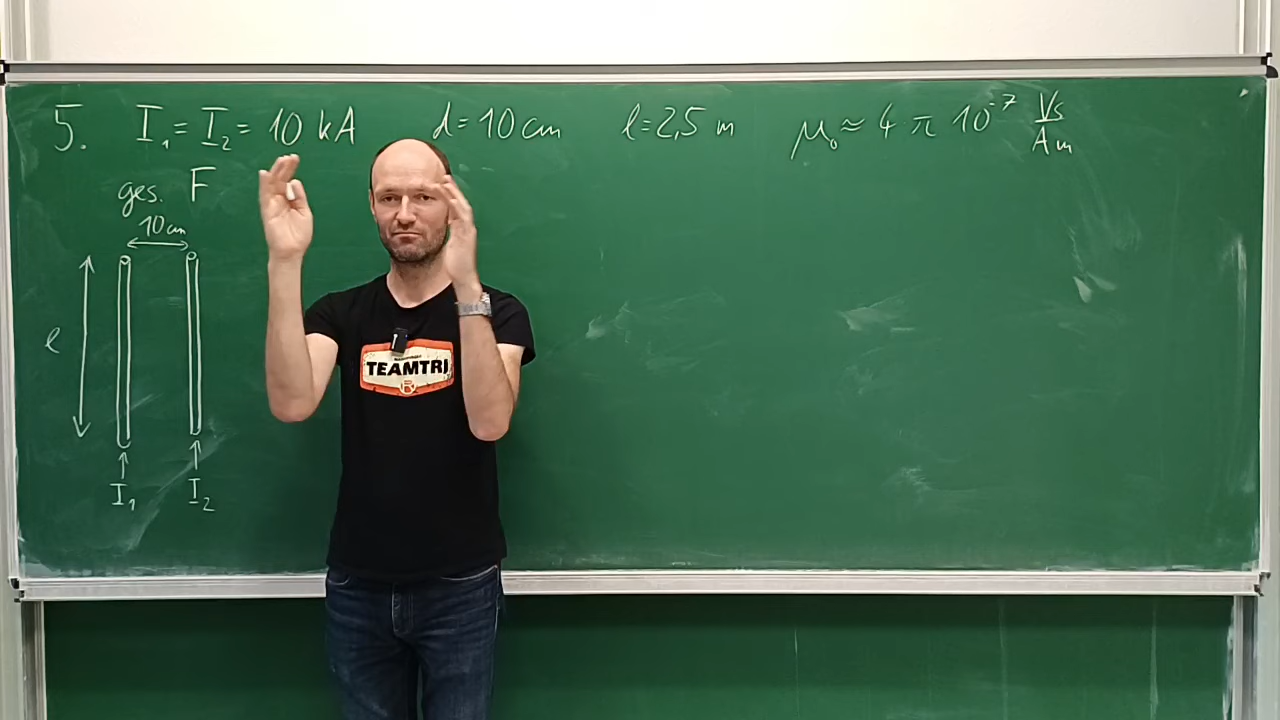 5. I₁ = I₂ = 10 kA d = 10 cm l = 2,5 m μ₀ ≈ 4 · π 10⁻⁷ Vs/Am
ges. F
10 cm
l
I₁ I₂
TEAMTRI